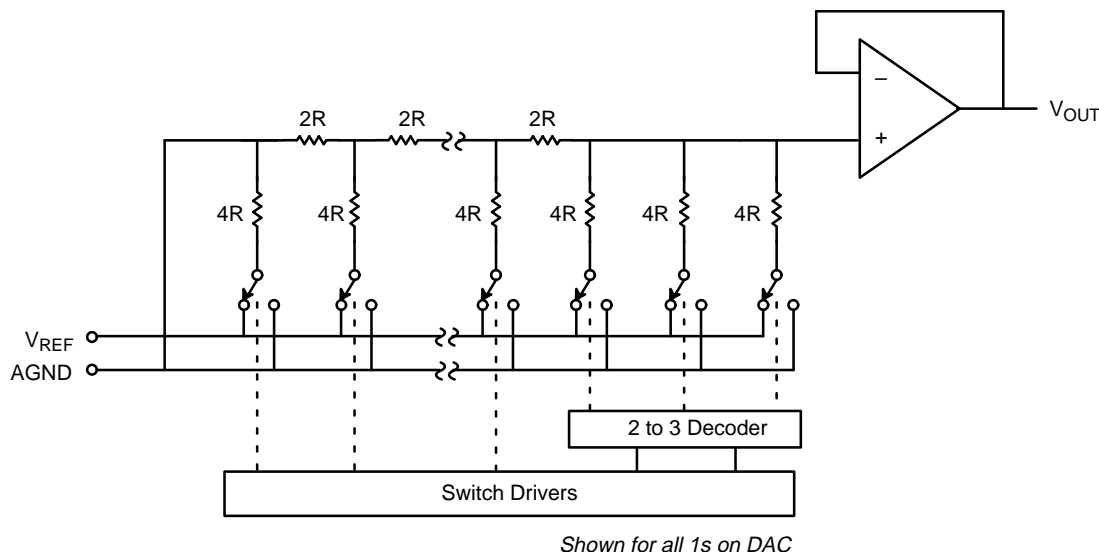 −
V_OUT
+
2R 2R 2R
4R 4R 4R 4R 4R 4R
V_REF
AGND
2 to 3 Decoder
Switch Drivers
Shown for all 1s on DAC